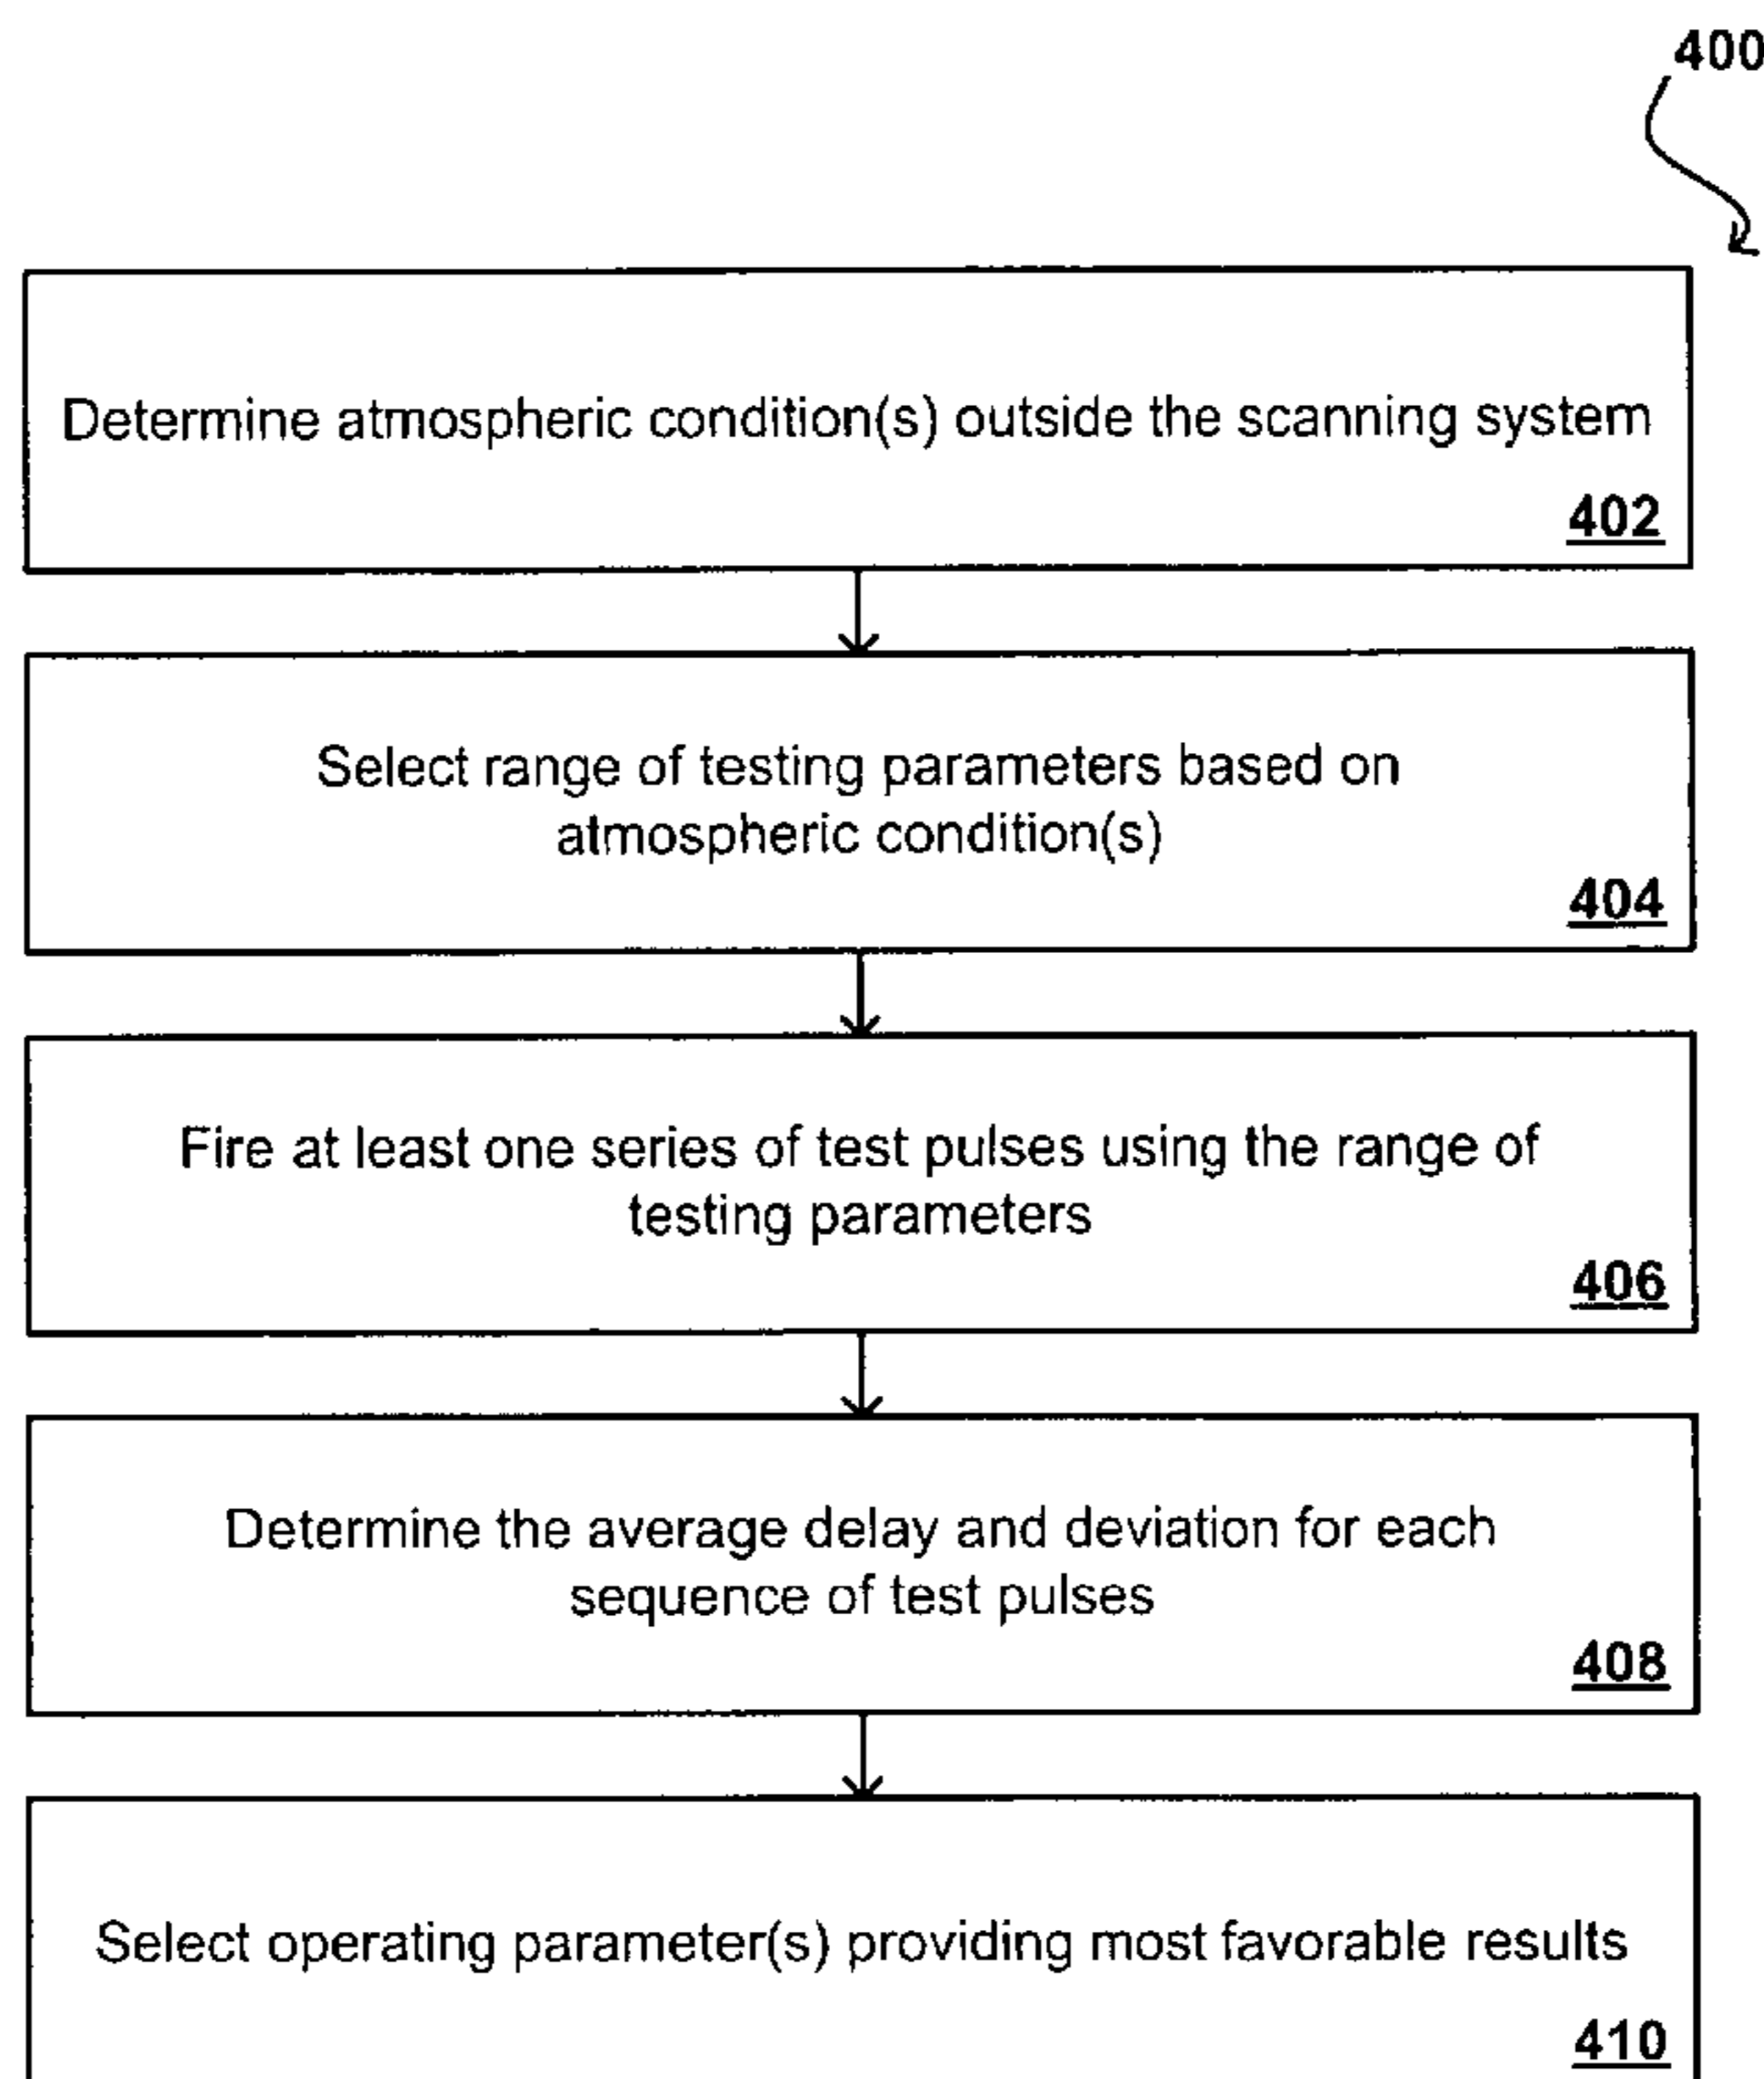 400
Determine atmospheric condition(s) outside the scanning system
402
Select range of testing parameters based on
atmospheric condition(s)
404
Fire at least one series of test pulses using the range of
testing parameters
406
Determine the average delay and deviation for each
sequence of test pulses
408
Select operating parameter(s) providing most favorable results
410